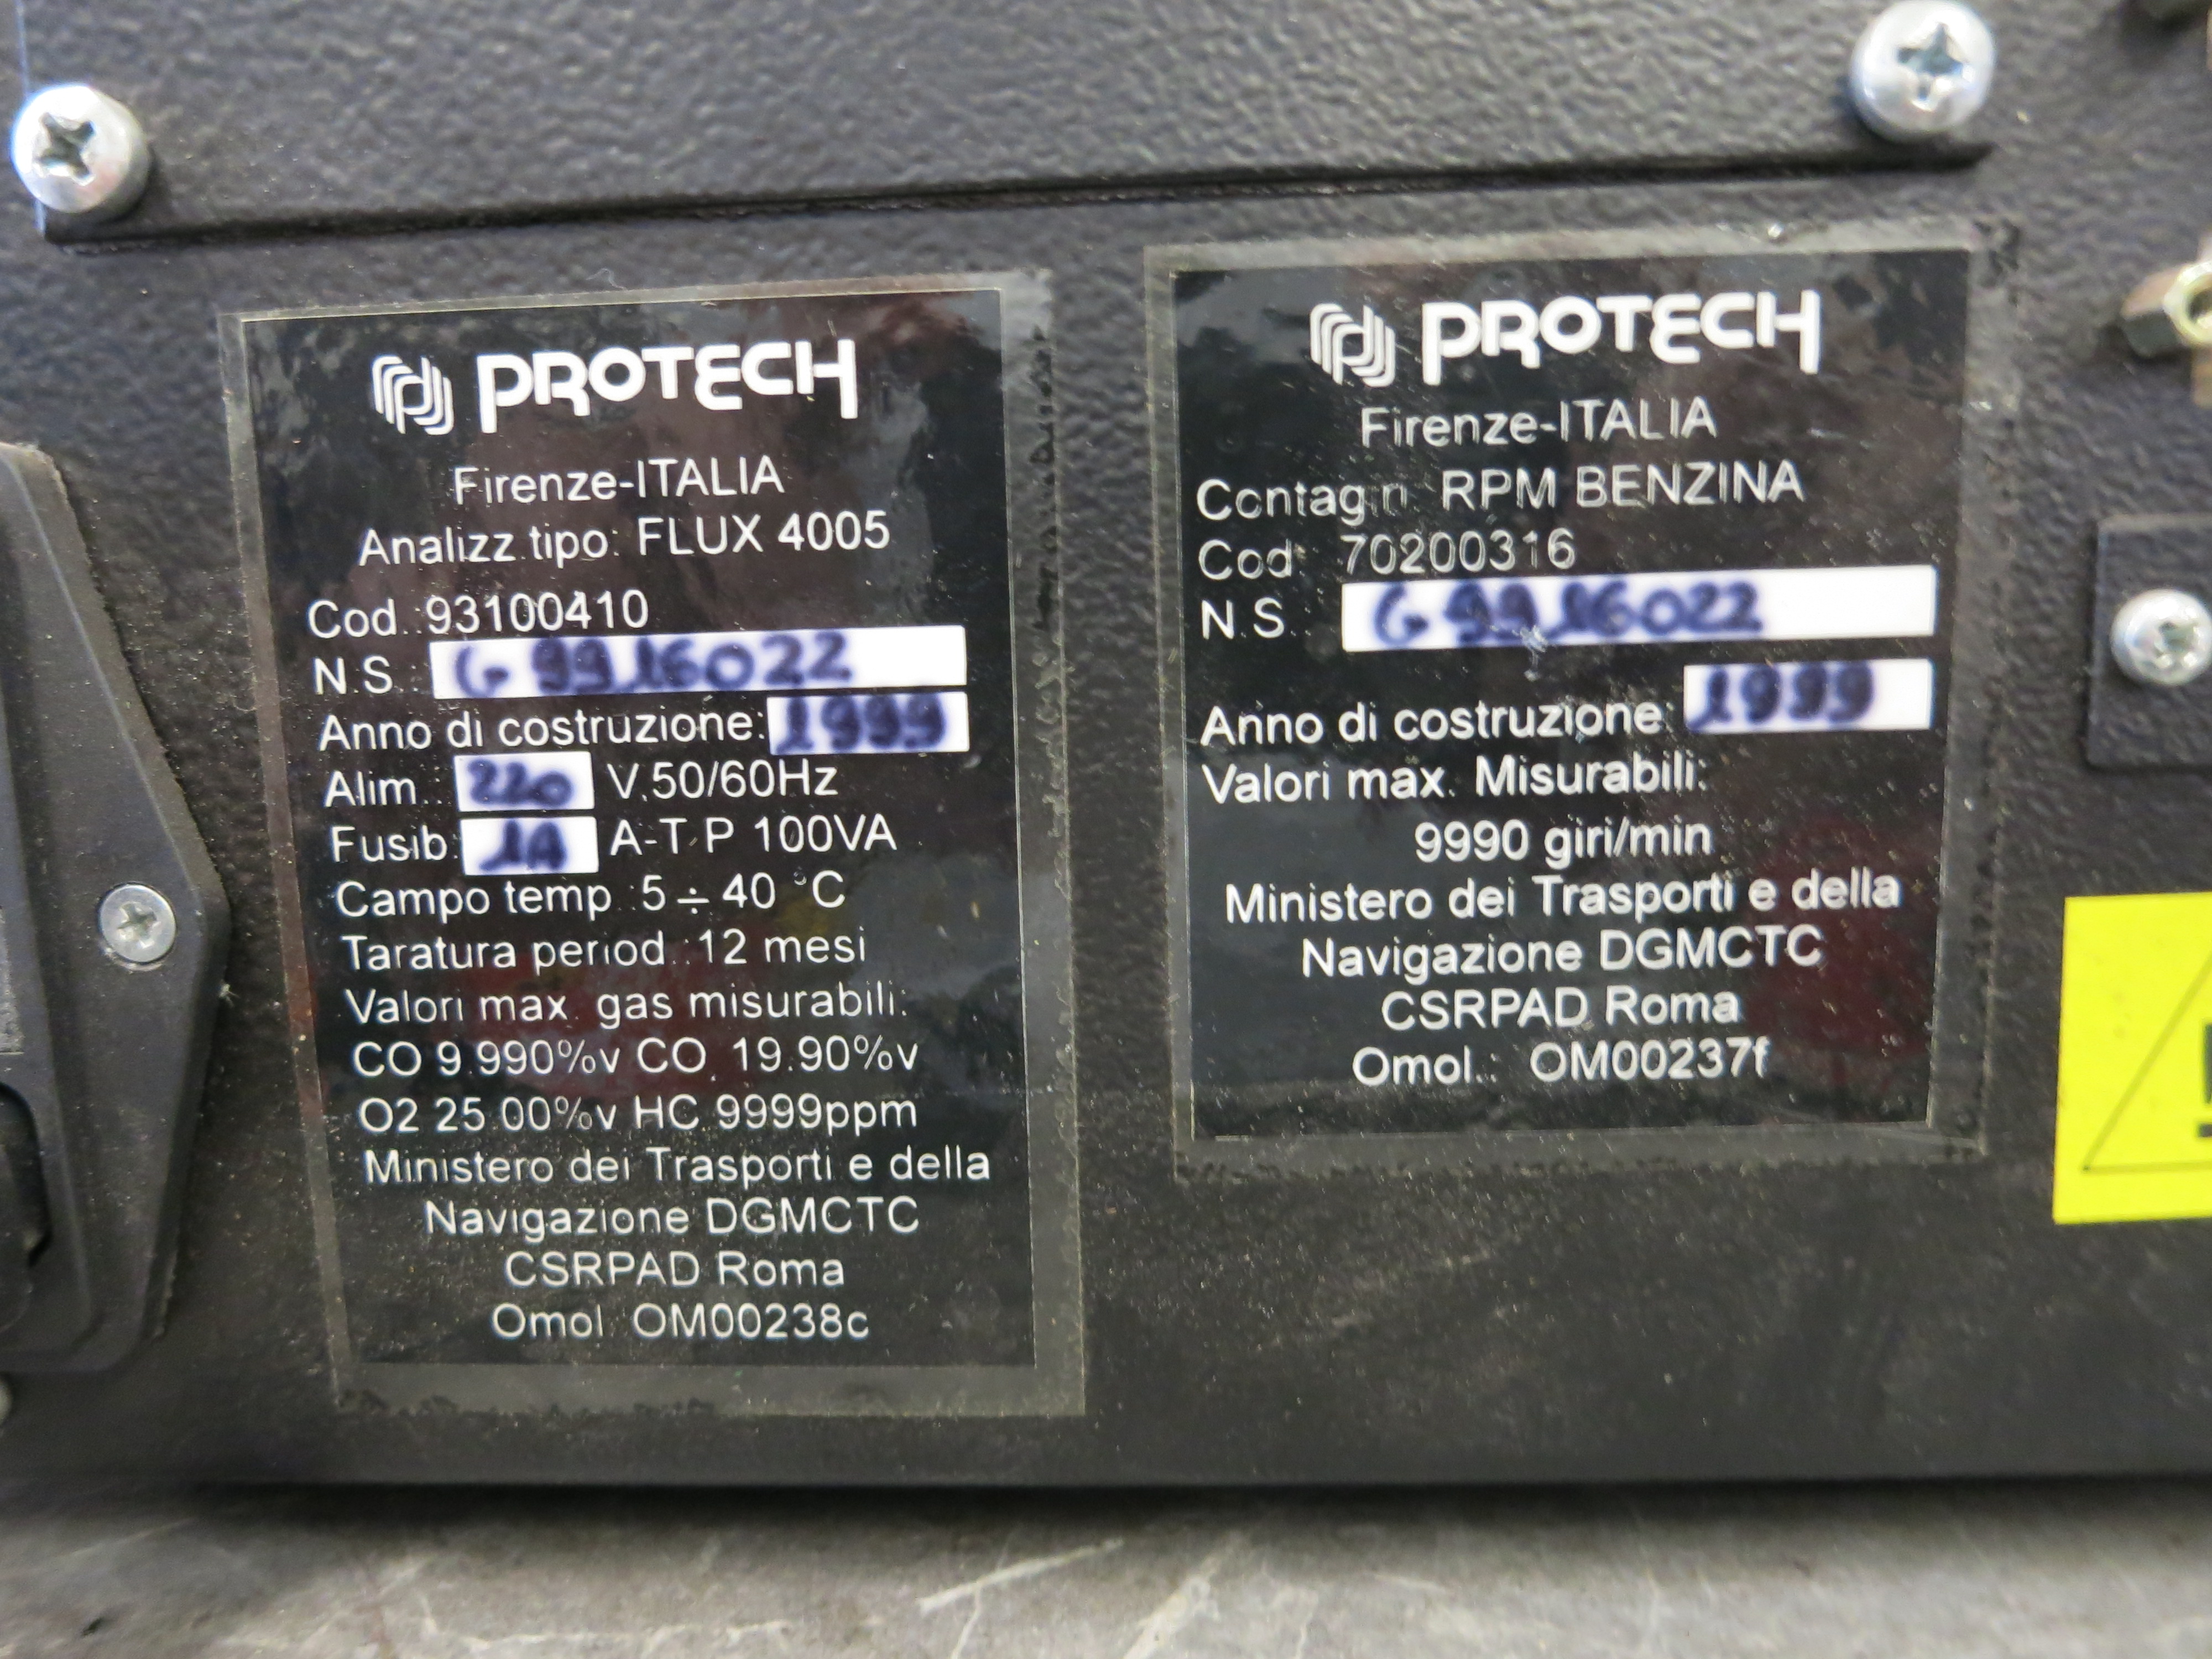 PROTECH
Firenze-ITALIA
Analizz.tipo: FLUX 4005
Cod.:93100410
N.S.: G9916022
Anno di costruzione: 1999
Alim.: 220 V.50/60Hz
Fusib: 1A A-T P 100VA
Campo temp.:5÷40 °C
Taratura period.:12 mesi
Valori max. gas misurabili:
CO 9.990%v CO 19.90%v
O2 25.00%v HC 9999ppm
Ministero dei Trasporti e della
Navigazione DGMCTC
CSRPAD Roma
Omol. OM00238c
PROTECH
Firenze-ITALIA
Contagiri RPM BENZINA
Cod: 70200316
N.S.: G9916022
Anno di costruzione: 1999
Valori max. Misurabili:
9990 giri/min
Ministero dei Trasporti e della
Navigazione DGMCTC
CSRPAD Roma
Omol.: OM00237f